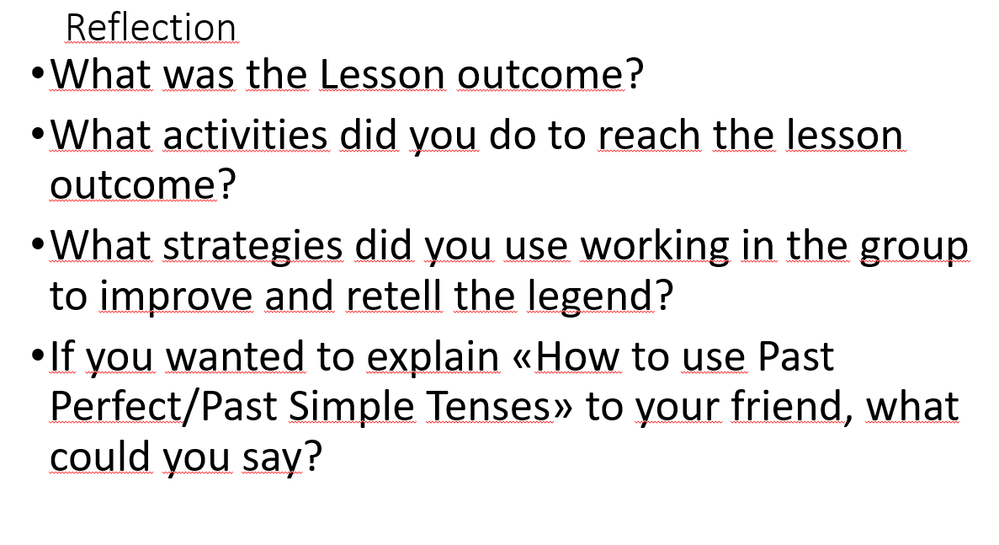 Reflection
•What was the Lesson outcome?
•What activities did you do to reach the lesson
outcome?
•What strategies did you use working in the group
to improve and retell the legend?
•If you wanted to explain «How to use Past
Perfect/Past Simple Tenses» to your friend, what
could you say?